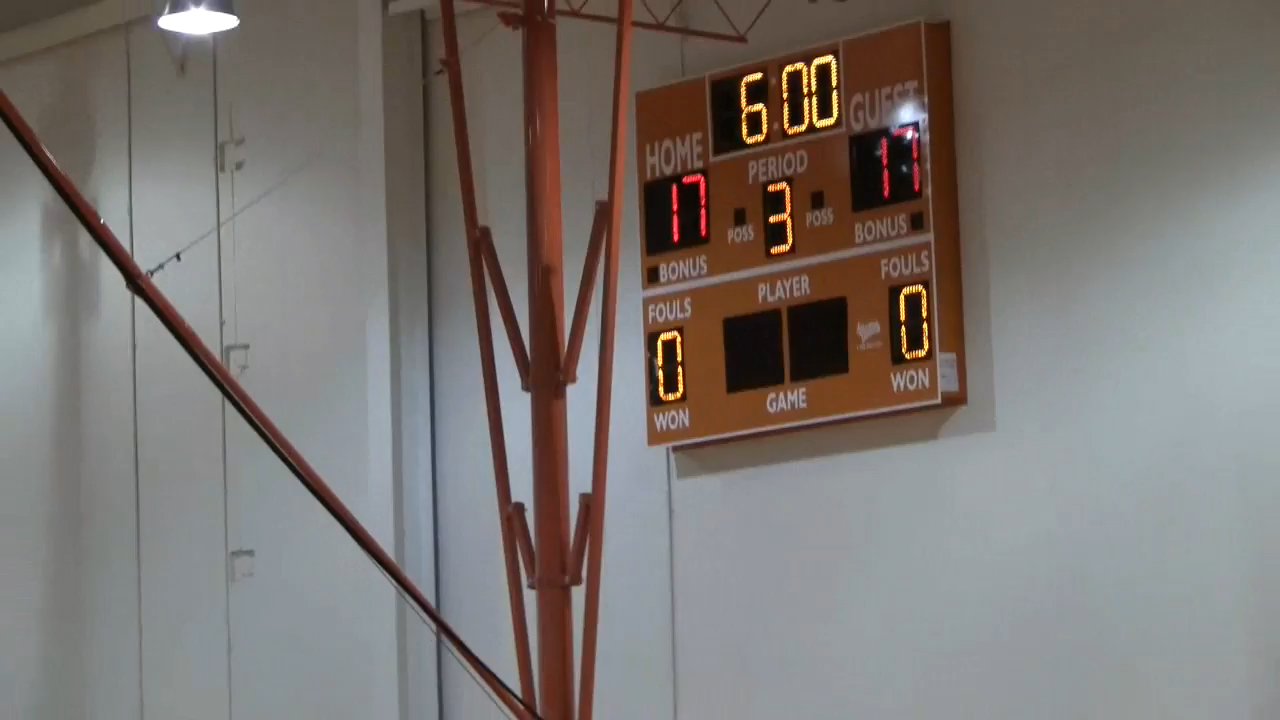 6:00
HOME GUEST
PERIOD
17 3 17
POSS POSS
BONUS BONUS
FOULS PLAYER FOULS
0 0
WON GAME WON